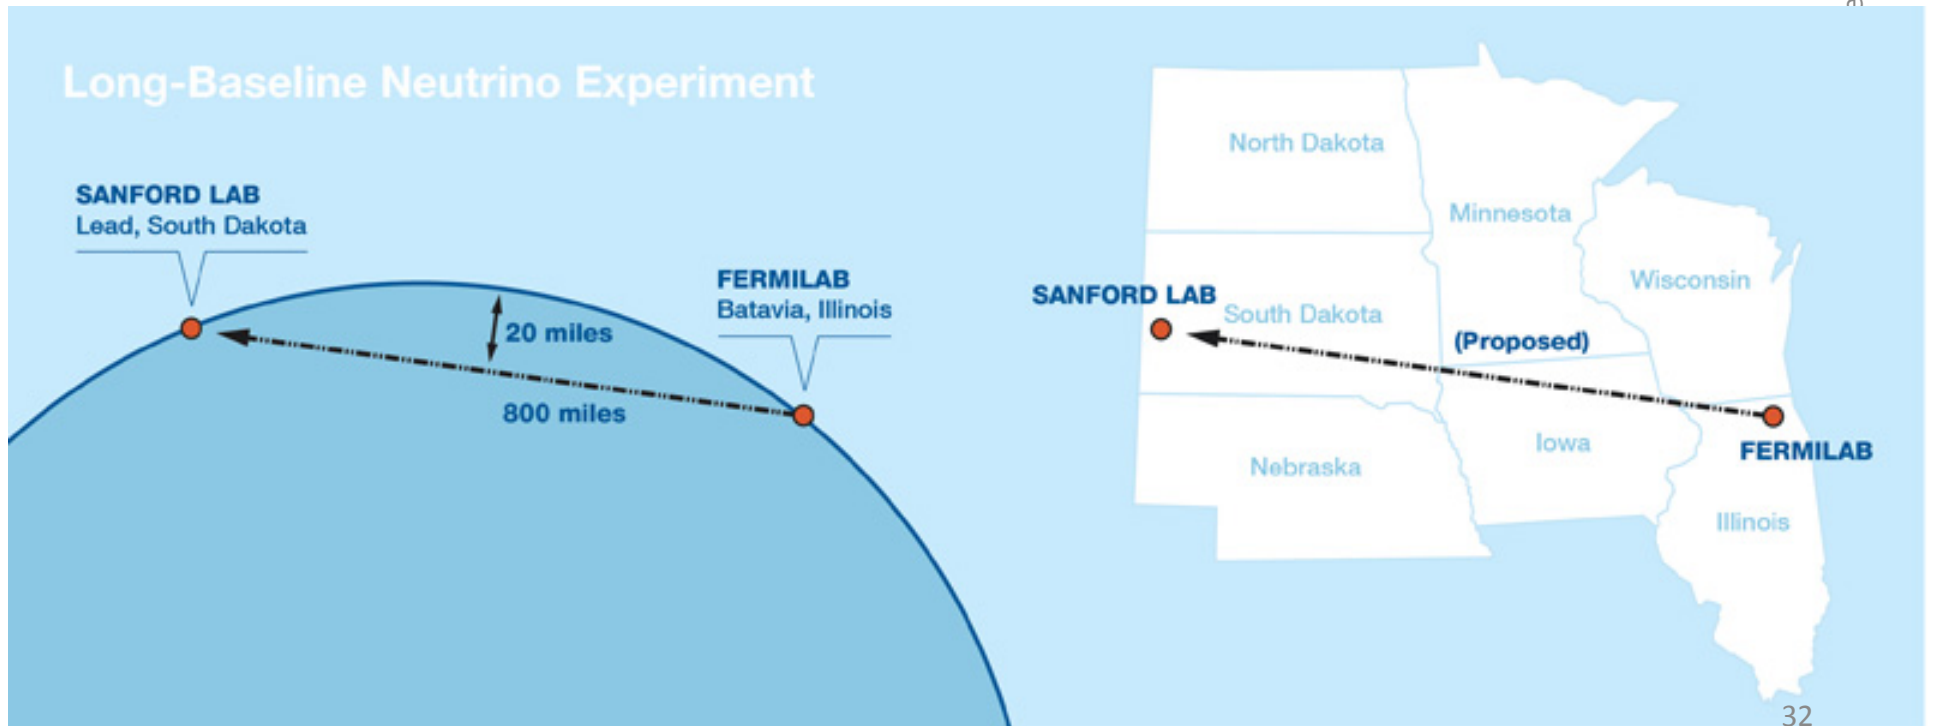 Long-Baseline Neutrino Experiment
SANFORD LAB
Lead, South Dakota
FERMILAB
Batavia, Illinois
20 miles
800 miles
North Dakota
Minnesota
Wisconsin
SANFORD LAB
South Dakota
(Proposed)
FERMILAB
Iowa
Nebraska
Illinois
32